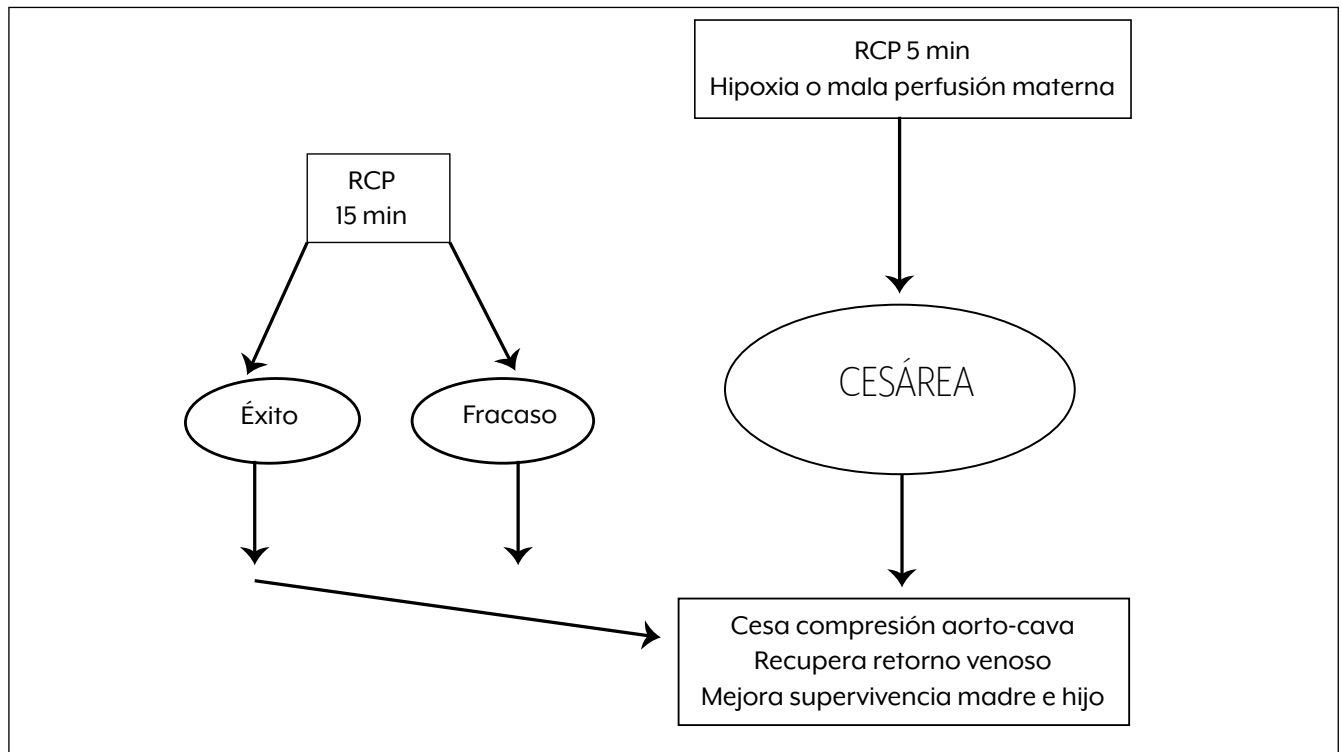 RCP 5 min
Hipoxia o mala perfusión materna
RCP
15 min
Éxito
Fracaso
CESÁREA
Cesa compresión aorto-cava
Recupera retorno venoso
Mejora supervivencia madre e hijo